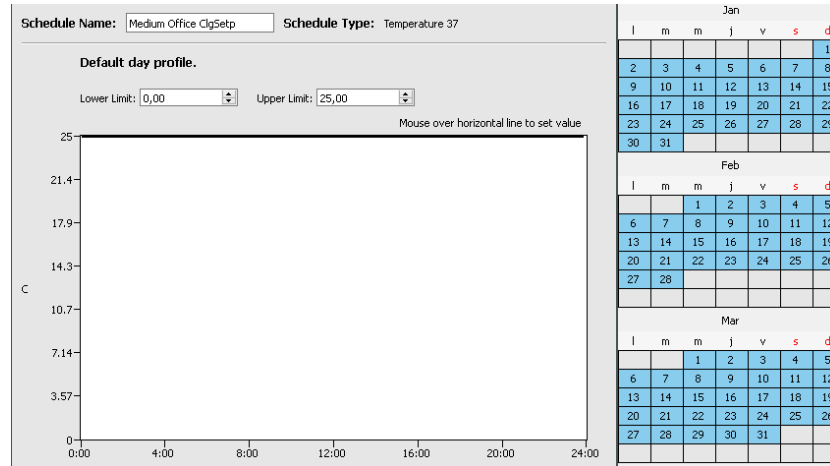 Schedule Name: Medium Office ClgSetp Schedule Type: Temperature 37
Default day profile.
Lower Limit: 0,00 Upper Limit: 25,00
Mouse over horizontal line to set value
25
21.4
17.9
14.3
C
10.7
7.14
3.57
0
0:00 4:00 8:00 12:00 16:00 20:00 24:00
Jan
l m m j v s d
1
2 3 4 5 6 7 8
9 10 11 12 13 14 15
16 17 18 19 20 21 22
23 24 25 26 27 28 29
30 31
Feb
l m m j v s d
1 2 3 4 5
6 7 8 9 10 11 12
13 14 15 16 17 18 19
20 21 22 23 24 25 26
27 28
Mar
l m m j v s d
1 2 3 4 5
6 7 8 9 10 11 12
13 14 15 16 17 18 19
20 21 22 23 24 25 26
27 28 29 30 31